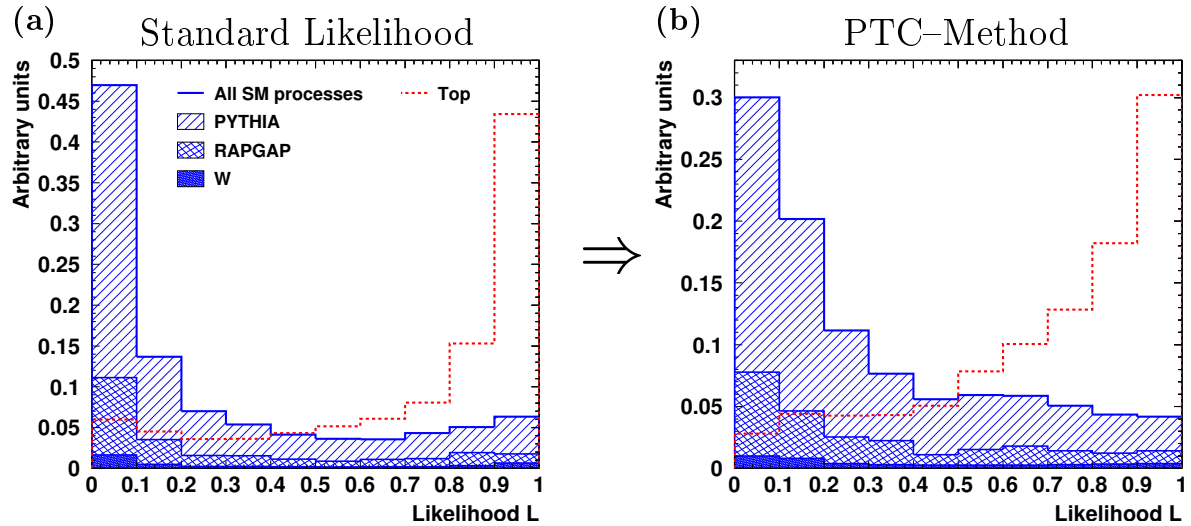 (a)
Standard Likelihood
Arbitrary units
0.5
0.45
0.4
0.35
0.3
0.25
0.2
0.15
0.1
0.05
0
All SM processes
Top
PYTHIA
RAPGAP
W
0 0.1 0.2 0.3 0.4 0.5 0.6 0.7 0.8 0.9 1
Likelihood L
⇒
(b)
PTC–Method
Arbitrary units
0.3
0.25
0.2
0.15
0.1
0.05
0
0 0.1 0.2 0.3 0.4 0.5 0.6 0.7 0.8 0.9 1
Likelihood L